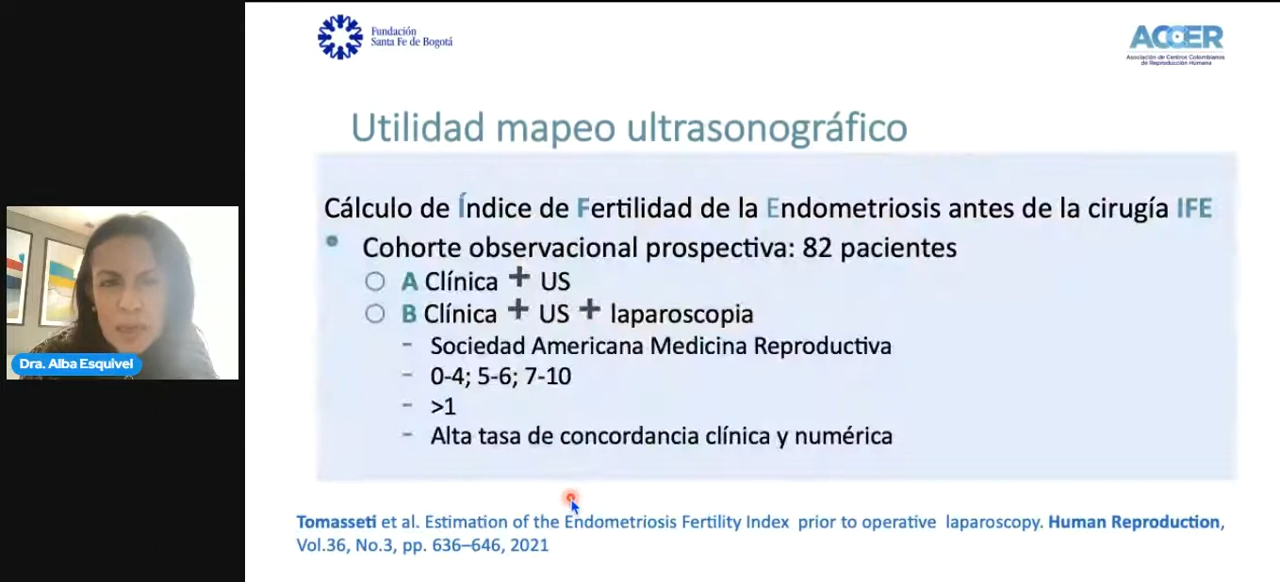 Fundación
Santa Fe de Bogotá
ACCER
Asociación de Centros Colombianos
de Reproducción Humana
Utilidad mapeo ultrasonográfico
Cálculo de Índice de Fertilidad de la Endometriosis antes de la cirugía IFE
Cohorte observacional prospectiva: 82 pacientes
A Clínica + US
B Clínica + US + laparoscopia
- Sociedad Americana Medicina Reproductiva
- 0-4; 5-6; 7-10
- >1
- Alta tasa de concordancia clínica y numérica
Dra. Alba Esquivel
Tomasseti et al. Estimation of the Endometriosis Fertility Index prior to operative laparoscopy. Human Reproduction,
Vol.36, No.3, pp. 636–646, 2021